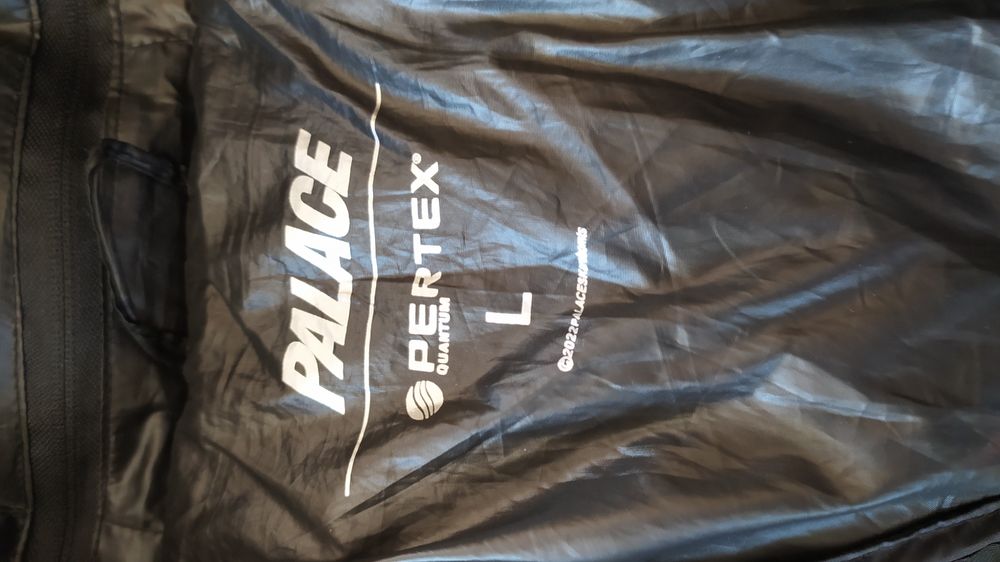 PALACE
PERTEX®
QUANTUM
L
©2022PALACESKateboards